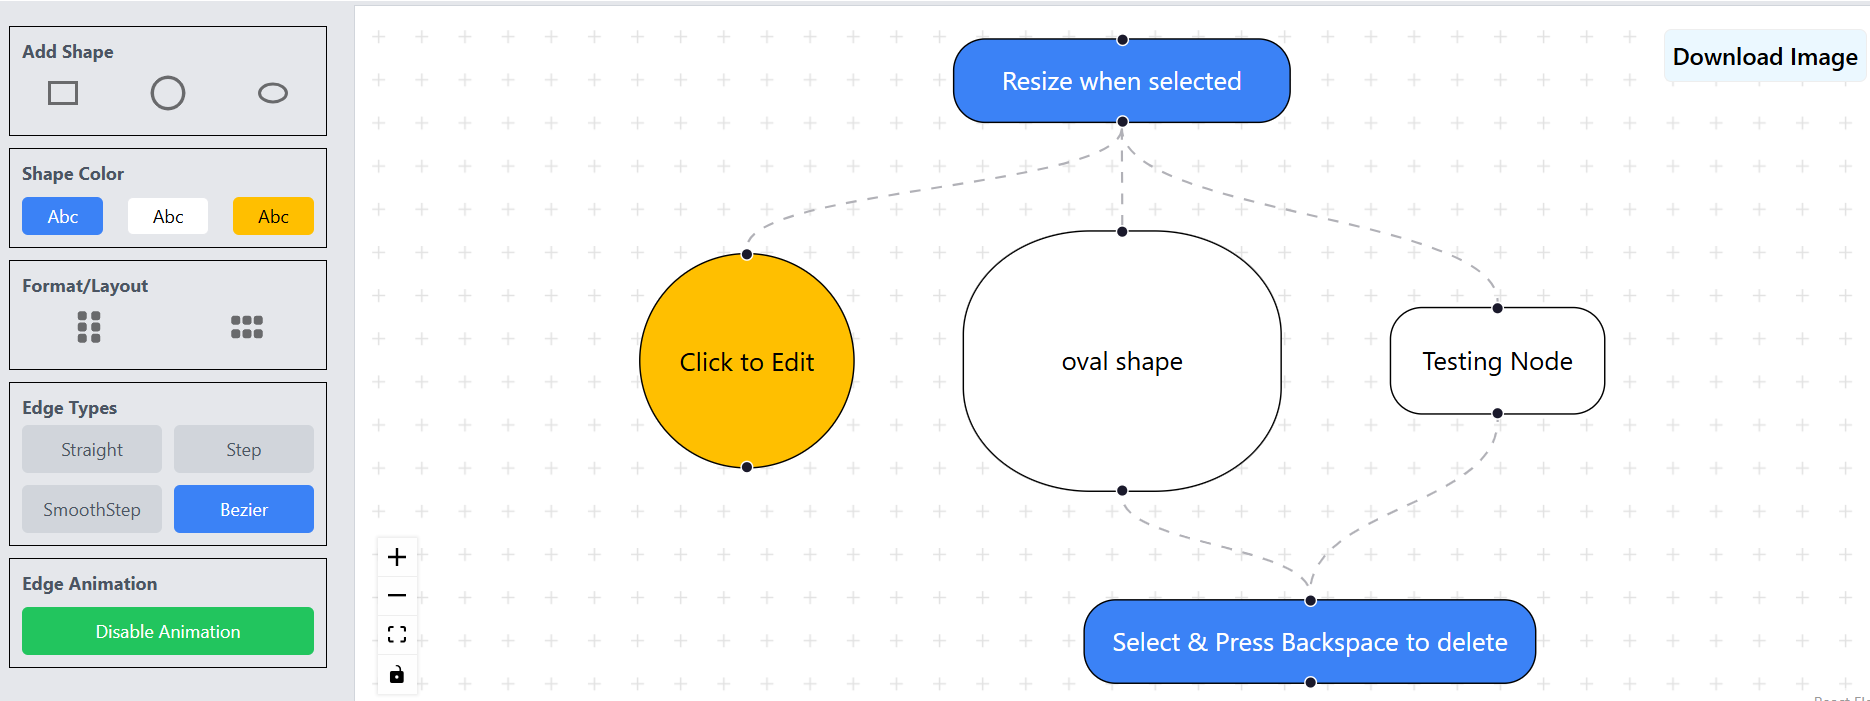 Add Shape
Shape Color
Abc Abc Abc
Format/Layout
Edge Types
Straight Step
SmoothStep Bezier
Edge Animation
Disable Animation
Resize when selected
Download Image
Click to Edit
oval shape
Testing Node
Select & Press Backspace to delete